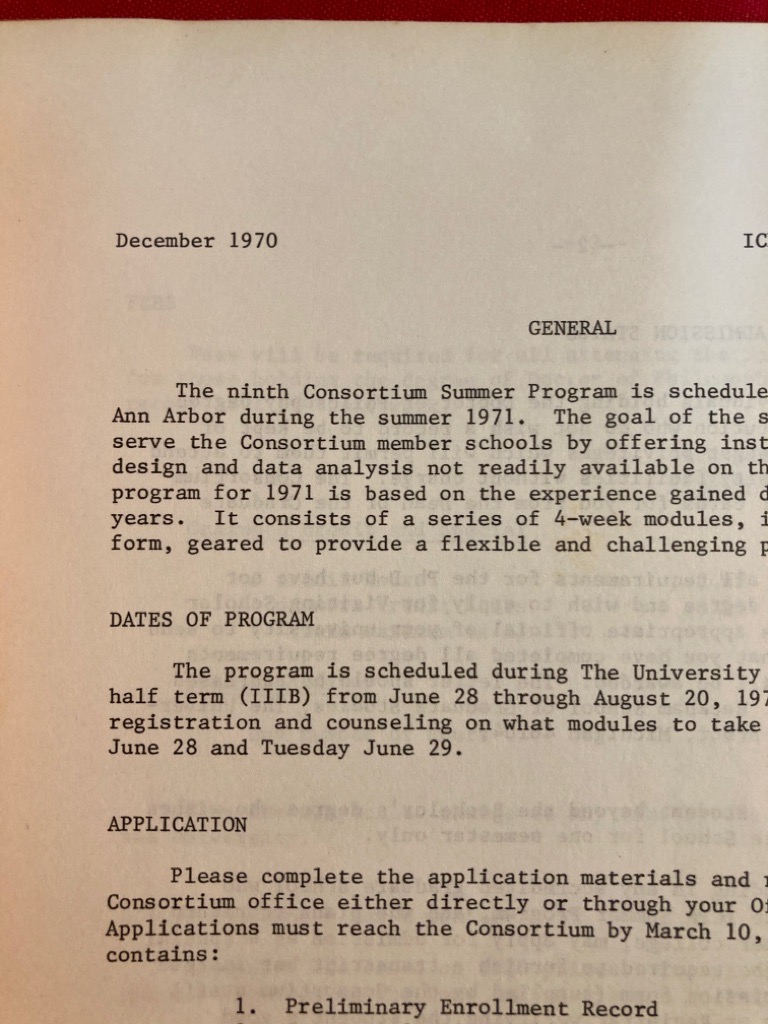 December 1970 IC
GENERAL
The ninth Consortium Summer Program is schedule
Ann Arbor during the summer 1971. The goal of the s
serve the Consortium member schools by offering inst
design and data analysis not readily available on th
program for 1971 is based on the experience gained d
years. It consists of a series of 4-week modules, i
form, geared to provide a flexible and challenging p
DATES OF PROGRAM
The program is scheduled during The University
half term (IIIB) from June 28 through August 20, 197
registration and counseling on what modules to take
June 28 and Tuesday June 29.
APPLICATION
Please complete the application materials and r
Consortium office either directly or through your Of
Applications must reach the Consortium by March 10,
contains:
1. Preliminary Enrollment Record